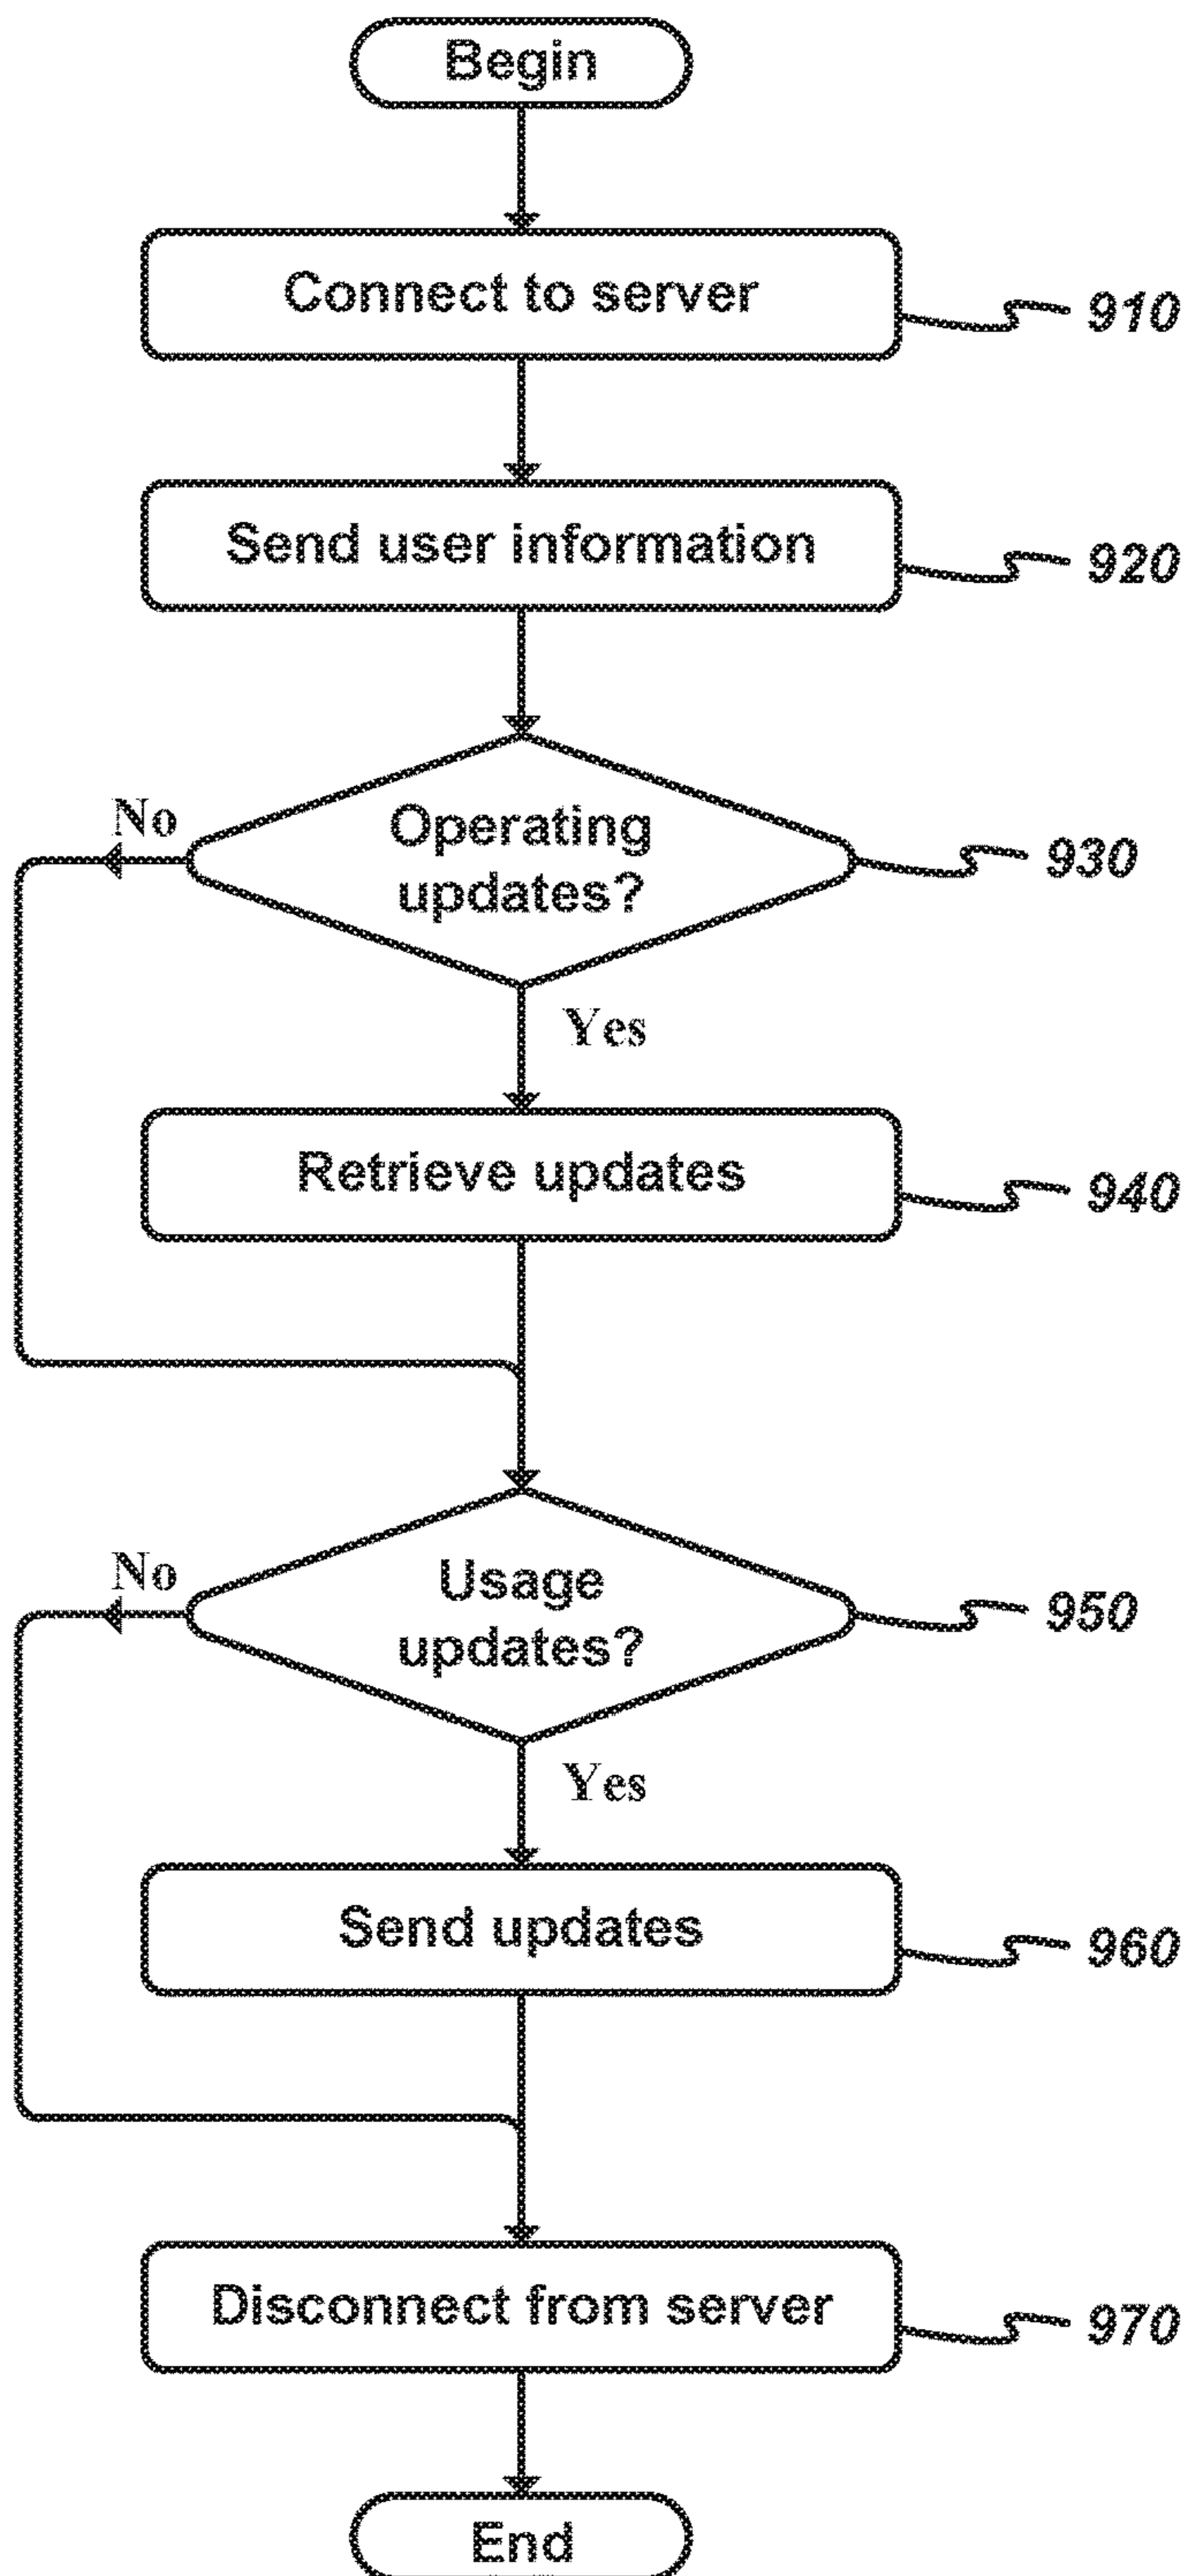 Begin
Connect to server
910
Send user information
920
No
Operating
updates?
930
Yes
Retrieve updates
940
No
Usage
updates?
950
Yes
Send updates
960
Disconnect from server
970
End